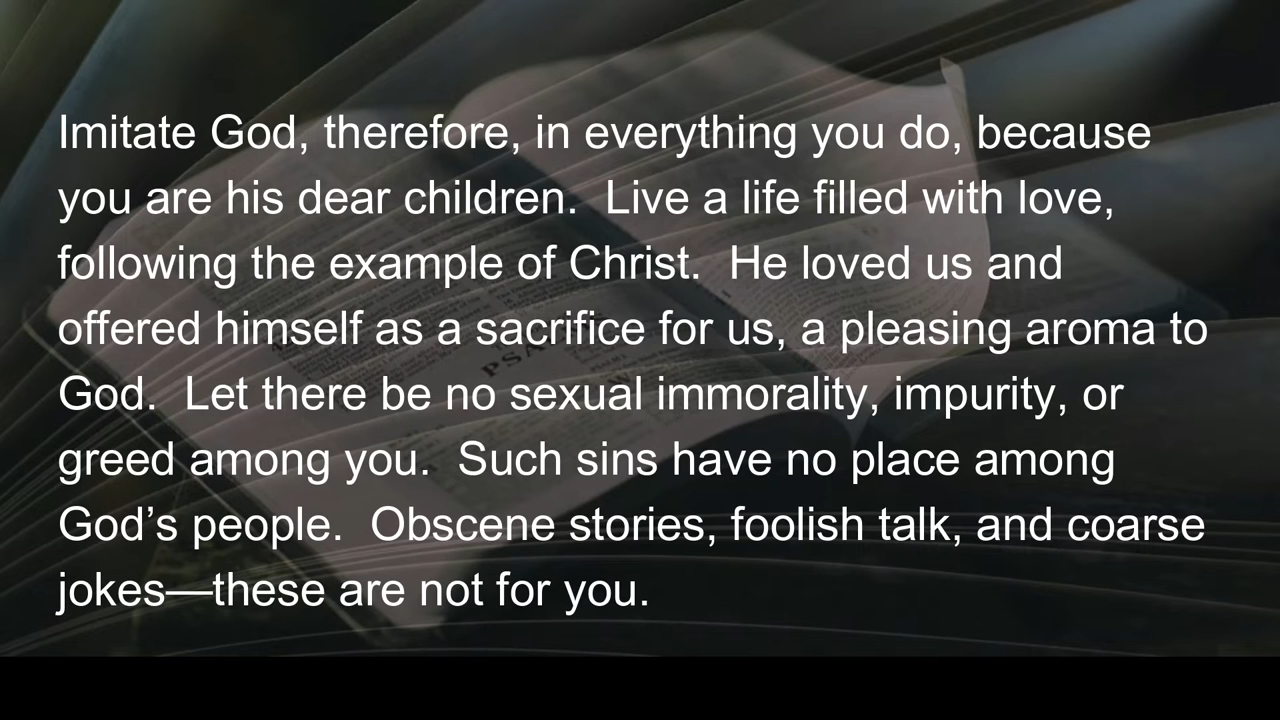 Imitate God, therefore, in everything you do, because
you are his dear children.  Live a life filled with love,
following the example of Christ.  He loved us and
offered himself as a sacrifice for us, a pleasing aroma to
God.  Let there be no sexual immorality, impurity, or
greed among you.  Such sins have no place among
God’s people.  Obscene stories, foolish talk, and coarse
jokes—these are not for you.